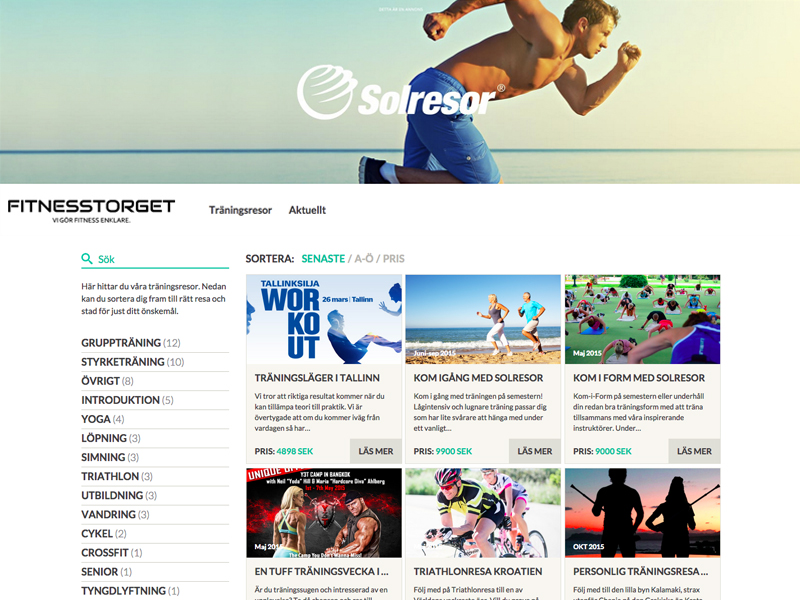 Solresor®
FITNESSTORGET
VI GÖR FITNESS ENKLARE.
Träningsresor Aktuellt
Sök
Här hittar du våra träningsresor. Nedan
kan du sortera dig fram till rätt resa och
stad för just ditt önskemål.
GRUPPTRÄNING (12)
STYRKETRÄNING (10)
ÖVRIGT (8)
INTRODUKTION (5)
YOGA (4)
LÖPNING (3)
SIMNING (3)
TRIATHLON (3)
UTBILDNING (3)
VANDRING (3)
CYKEL (2)
CROSSFIT (1)
SENIOR (1)
TYNGDLYFTNING (1)
SORTERA: SENASTE / A-Ö / PRIS
TALLINKSILJA
WOR
KO
UT
26 mars | Tallinn
TRÄNINGSLÄGER I TALLINN
Vi tror att riktiga resultat kommer när du
kan tillämpa teori till praktik. Vi är
övertygade att om du kommer iväg från
vardagen så har...
PRIS: 4898 SEK LÄS MER
Juni-sep 2015
KOM IGÅNG MED SOLRESOR
Kom i gång med träningen på semestern!
Lågintensiv och lugnare träning passar dig
som har lite svårare att hänga med under
ett vanligt...
PRIS: 9900 SEK LÄS MER
Maj 2015
KOM I FORM MED SOLRESOR
Kom-i-Form på semestern eller underhåll
din redan bra träningsform med att träna
tillsammans med våra inspirerande
instruktörer. Under...
PRIS: 9000 SEK LÄS MER
Y3T CAMP IN BANGKOK
with Neil "Yoda" Hill & Maria "Hardcore Diva" Ahlberg
3rd - 7th May 2015
Maj 201
The Camp You Don't Wanna Miss!
EN TUFF TRÄNINGSVECKA I ...
Är du träningssugen och intresserad av en
TRIATHLONRESA KROATIEN
Följ med på Triathlonresa till en av
OKT 2015
PERSONLIG TRÄNINGSRESA ...
Följ med till den lilla byn Kalamaki, strax